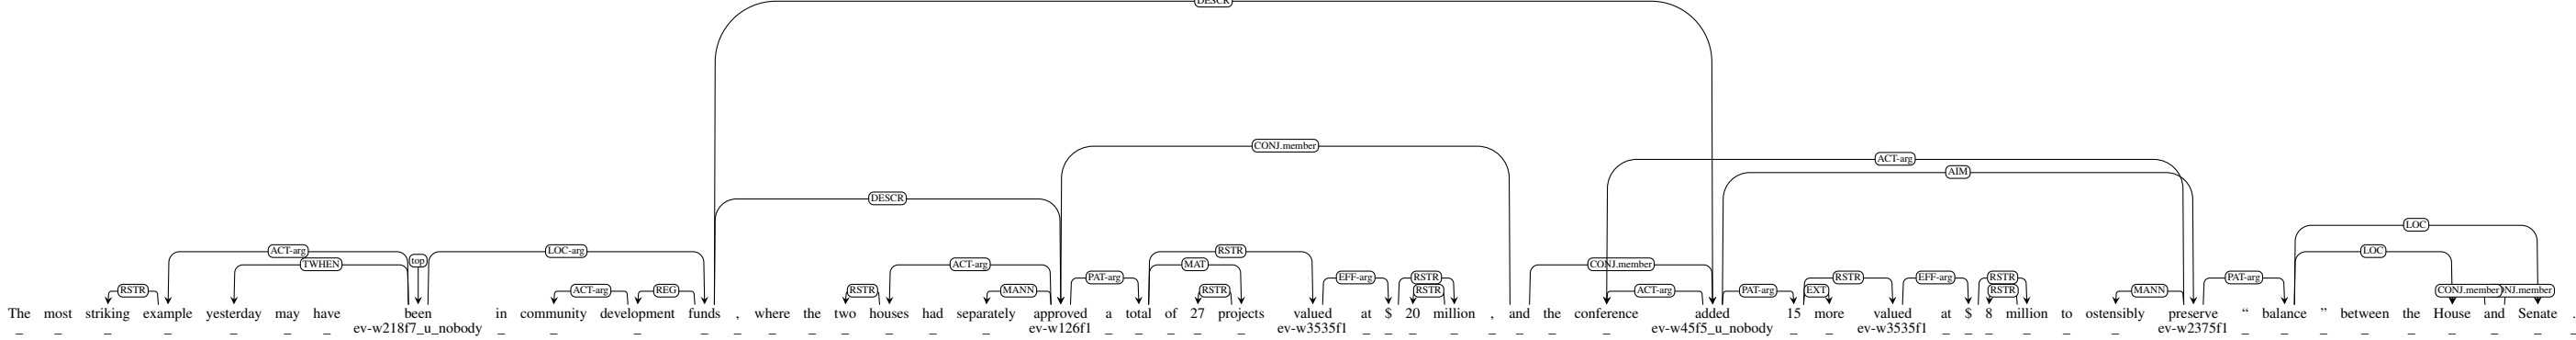 DESCR
CONJ.member
ACT-arg
AIM
DESCR
LOC
ACT-arg LOC-arg RSTR LOC
TWHEN top ACT-arg MAT CONJ.member
PAT-arg EFF-arg RSTR RSTR EFF-arg RSTR PAT-arg
RSTR ACT-arg REG RSTR MANN RSTR RSTR ACT-arg PAT-arg EXT RSTR MANN CONJ.member NJ.member
The most striking example yesterday may have been in community development funds , where the two houses had separately approved a total of 27 projects valued at $ 20 million , and the conference added 15 more valued at $ 8 million to ostensibly preserve “ balance ” between the House and Senate .
_ _ _ _ _ _ _ ev-w218f7_u_nobody _ _ _ _ _ _ _ _ _ _ _ ev-w126f1 _ _ _ _ _ ev-w3535f1 _ _ _ _ _ _ _ _ ev-w45f5_u_nobody _ _ ev-w3535f1 _ _ _ _ _ _ ev-w2375f1 _ _ _ _ _ _ _ _ _